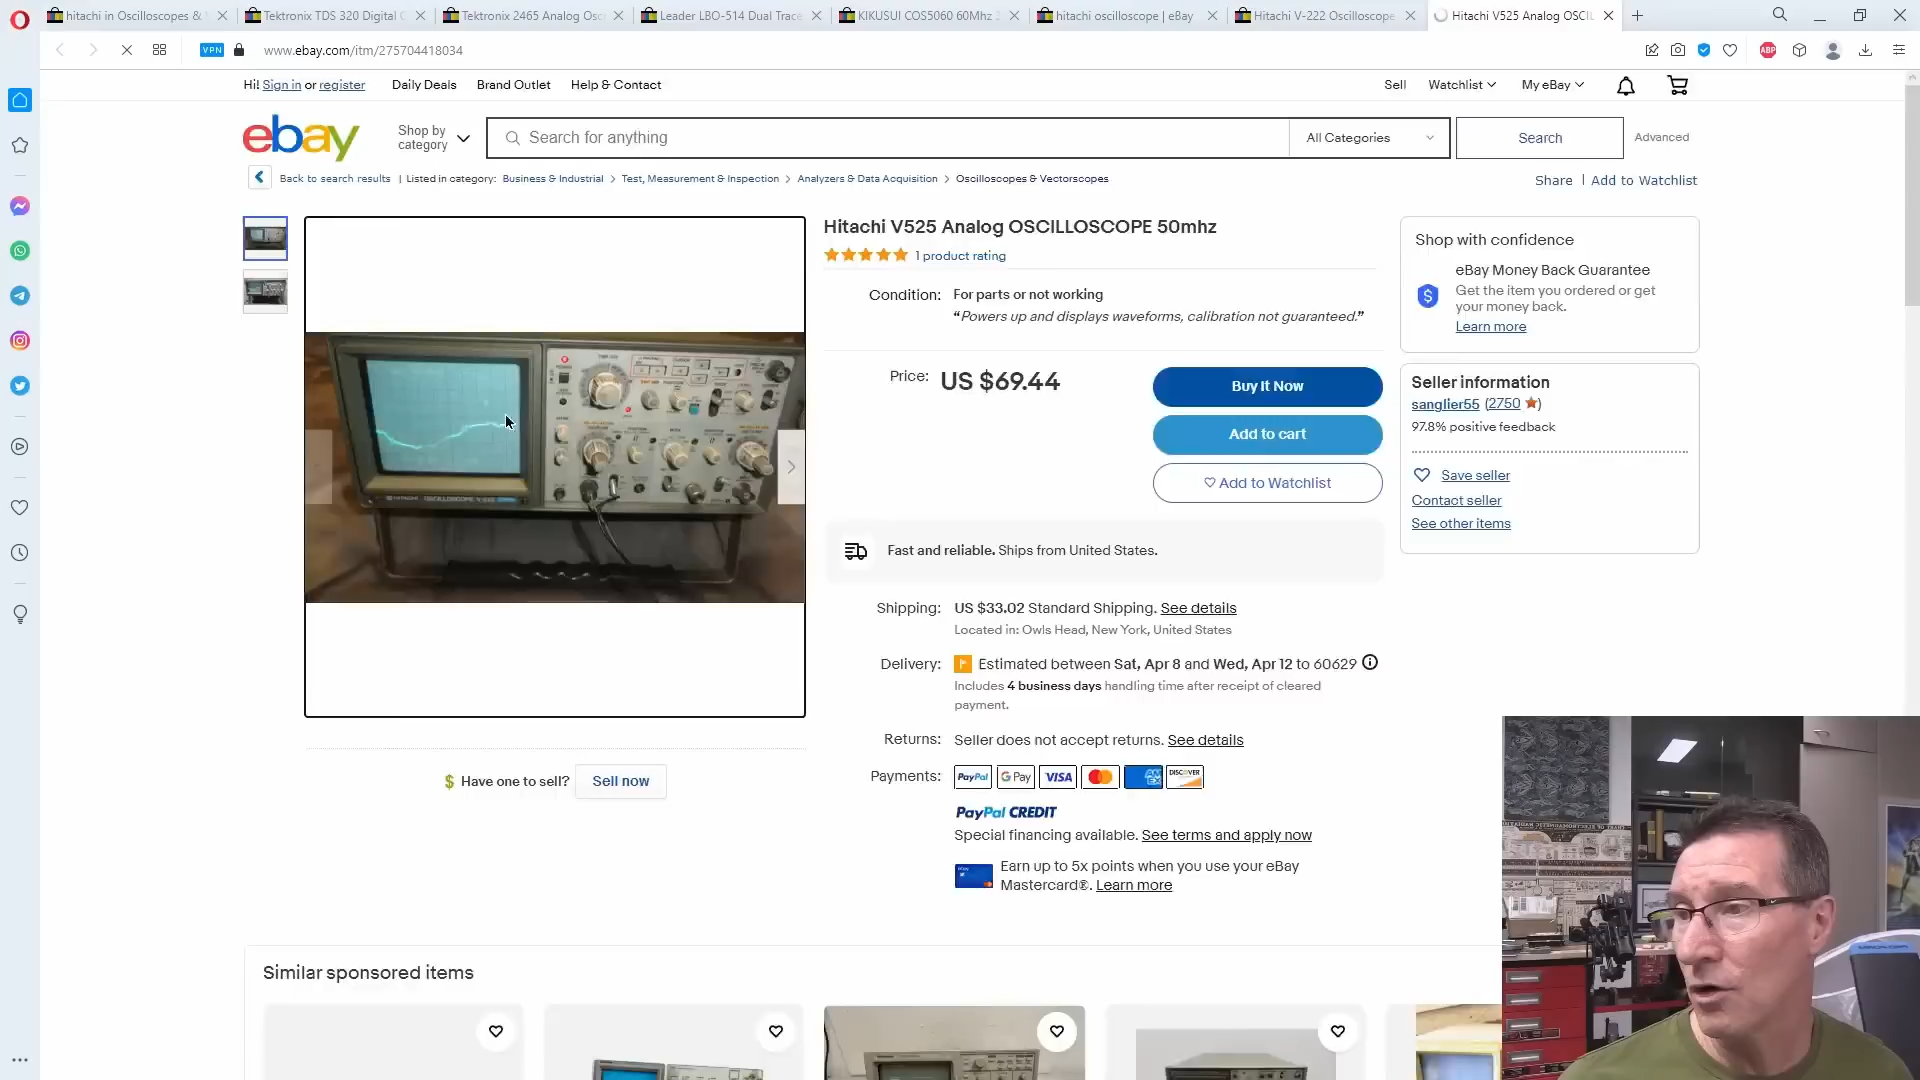 hitachi in Oscilloscopes &
Tektronix TDS 320 Digital
Tektronix 2465 Analog Osc
Leader LBO-514 Dual Trace
KIKUSUI COS5060 60Mhz
hitachi oscilloscope | eBay
Hitachi V-222 Oscilloscope
Hitachi V525 Analog OSCIL
VPN
www.ebay.com/itm/275704418034
ABP
Hi! Sign in or register
Daily Deals
Brand Outlet
Help & Contact
Sell
Watchlist
My eBay
ebay
Shop by
category
Search for anything
All Categories
Search
Advanced
Back to search results | Listed in category: Business & Industrial > Test, Measurement & Inspection > Analyzers & Data Acquisition > Oscilloscopes & Vectorscopes
Share | Add to Watchlist
Hitachi V525 Analog OSCILLOSCOPE 50mhz
1 product rating
Condition: For parts or not working
“Powers up and displays waveforms, calibration not guaranteed.”
Price: US $69.44
Buy It Now
Add to cart
Add to Watchlist
Fast and reliable. Ships from United States.
Shipping: US $33.02 Standard Shipping. See details
Located in: Owls Head, New York, United States
Delivery: Estimated between Sat, Apr 8 and Wed, Apr 12 to 60629
Includes 4 business days handling time after receipt of cleared
payment.
Returns: Seller does not accept returns. See details
Payments: PayPal G Pay VISA DISCOVER
PayPal CREDIT
Special financing available. See terms and apply now
Earn up to 5x points when you use your eBay
Mastercard®. Learn more
Shop with confidence
eBay Money Back Guarantee
Get the item you ordered or get
your money back.
Learn more
Seller information
sanglier55 (2750)
97.8% positive feedback
Save seller
Contact seller
See other items
Have one to sell? Sell now
Similar sponsored items